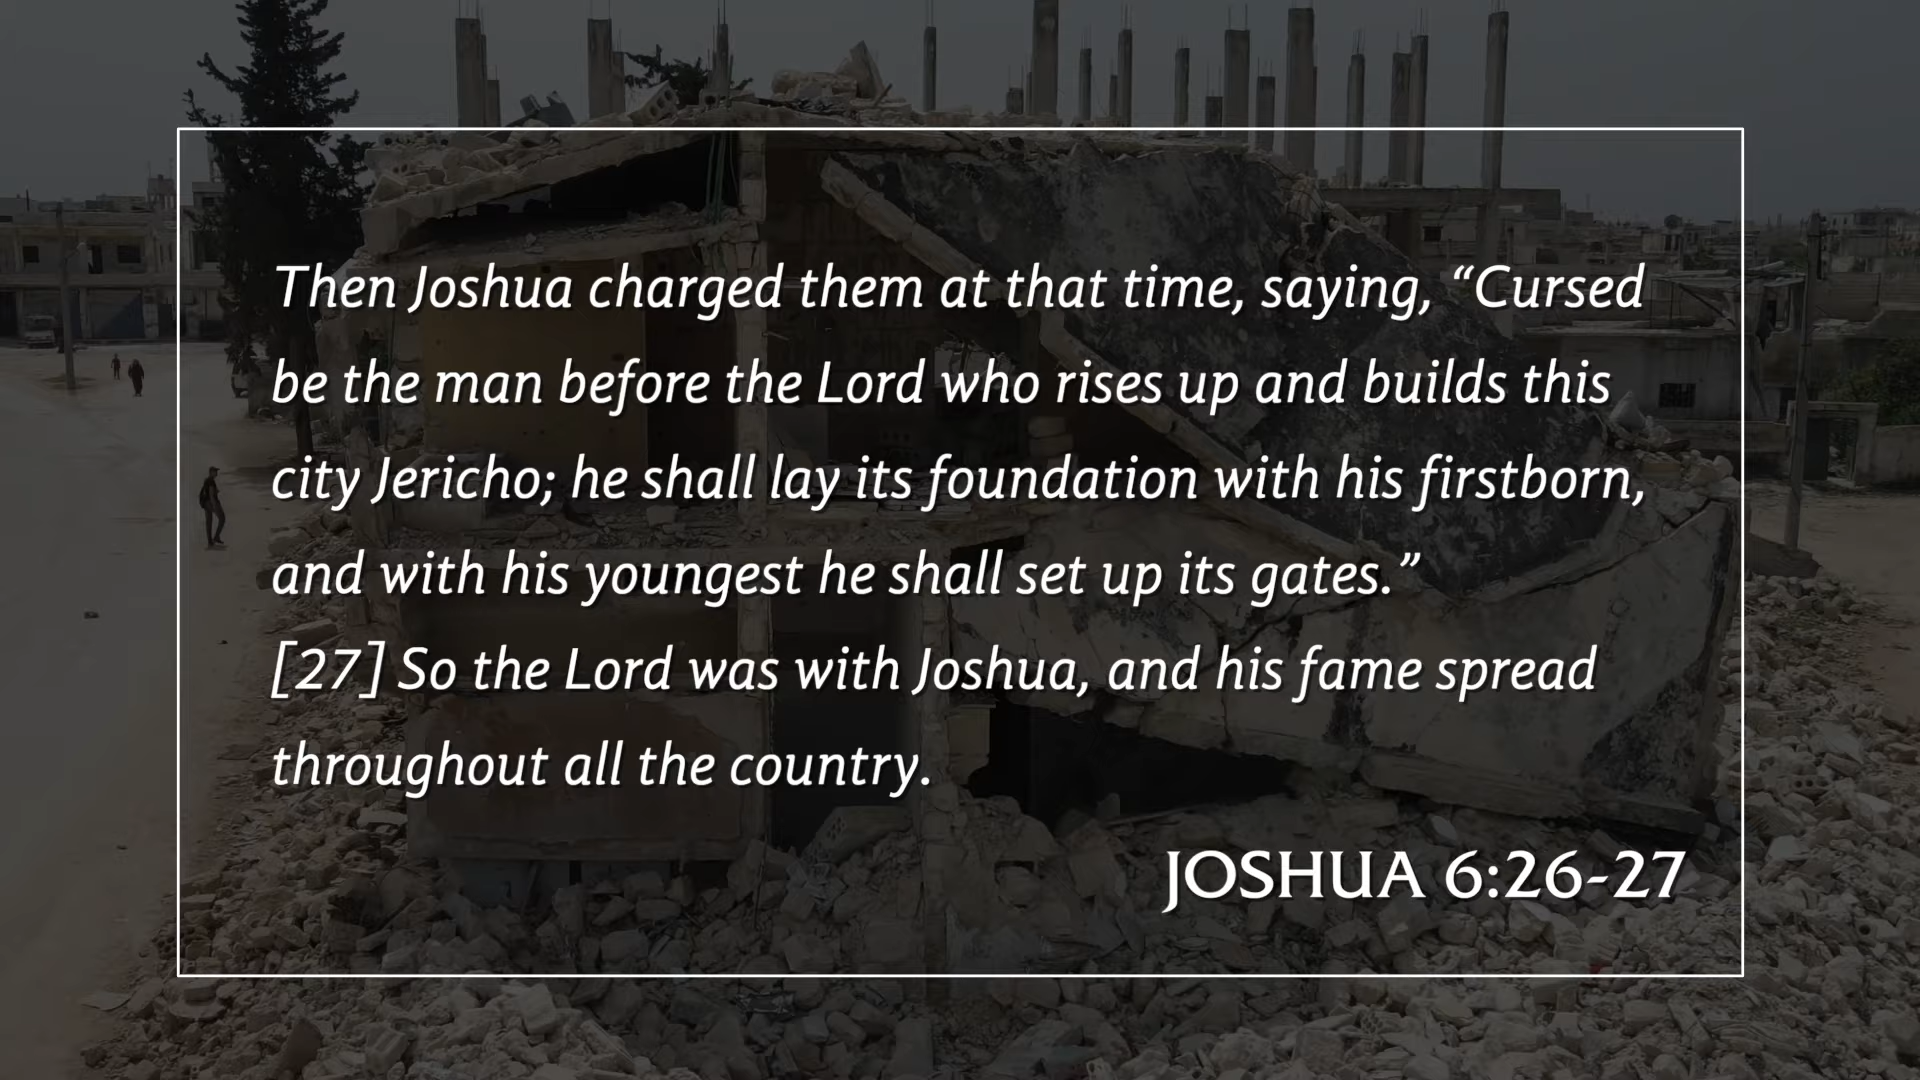 Then Joshua charged them at that time, saying, “Cursed
be the man before the Lord who rises up and builds this
city Jericho; he shall lay its foundation with his firstborn,
and with his youngest he shall set up its gates.”
[27] So the Lord was with Joshua, and his fame spread
throughout all the country.
JOSHUA 6:26-27